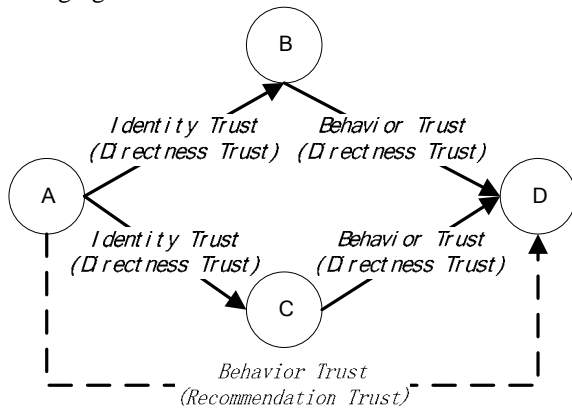 B
Identity Trust
(Directness Trust)
Behavior Trust
(Directness Trust)
A
D
Identity Trust
(Directness Trust)
Behavior Trust
(Directness Trust)
C
Behavior Trust
(Recommendation Trust)